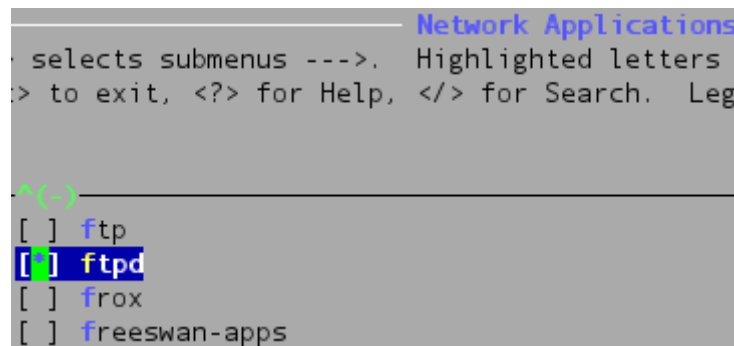 Network Applications
> selects submenus --->. Highlighted letters
> to exit, <?> for Help, </> for Search. Leg
^(-)
[ ] ftp
[*] ftpd
[ ] frox
[ ] freeswan-apps